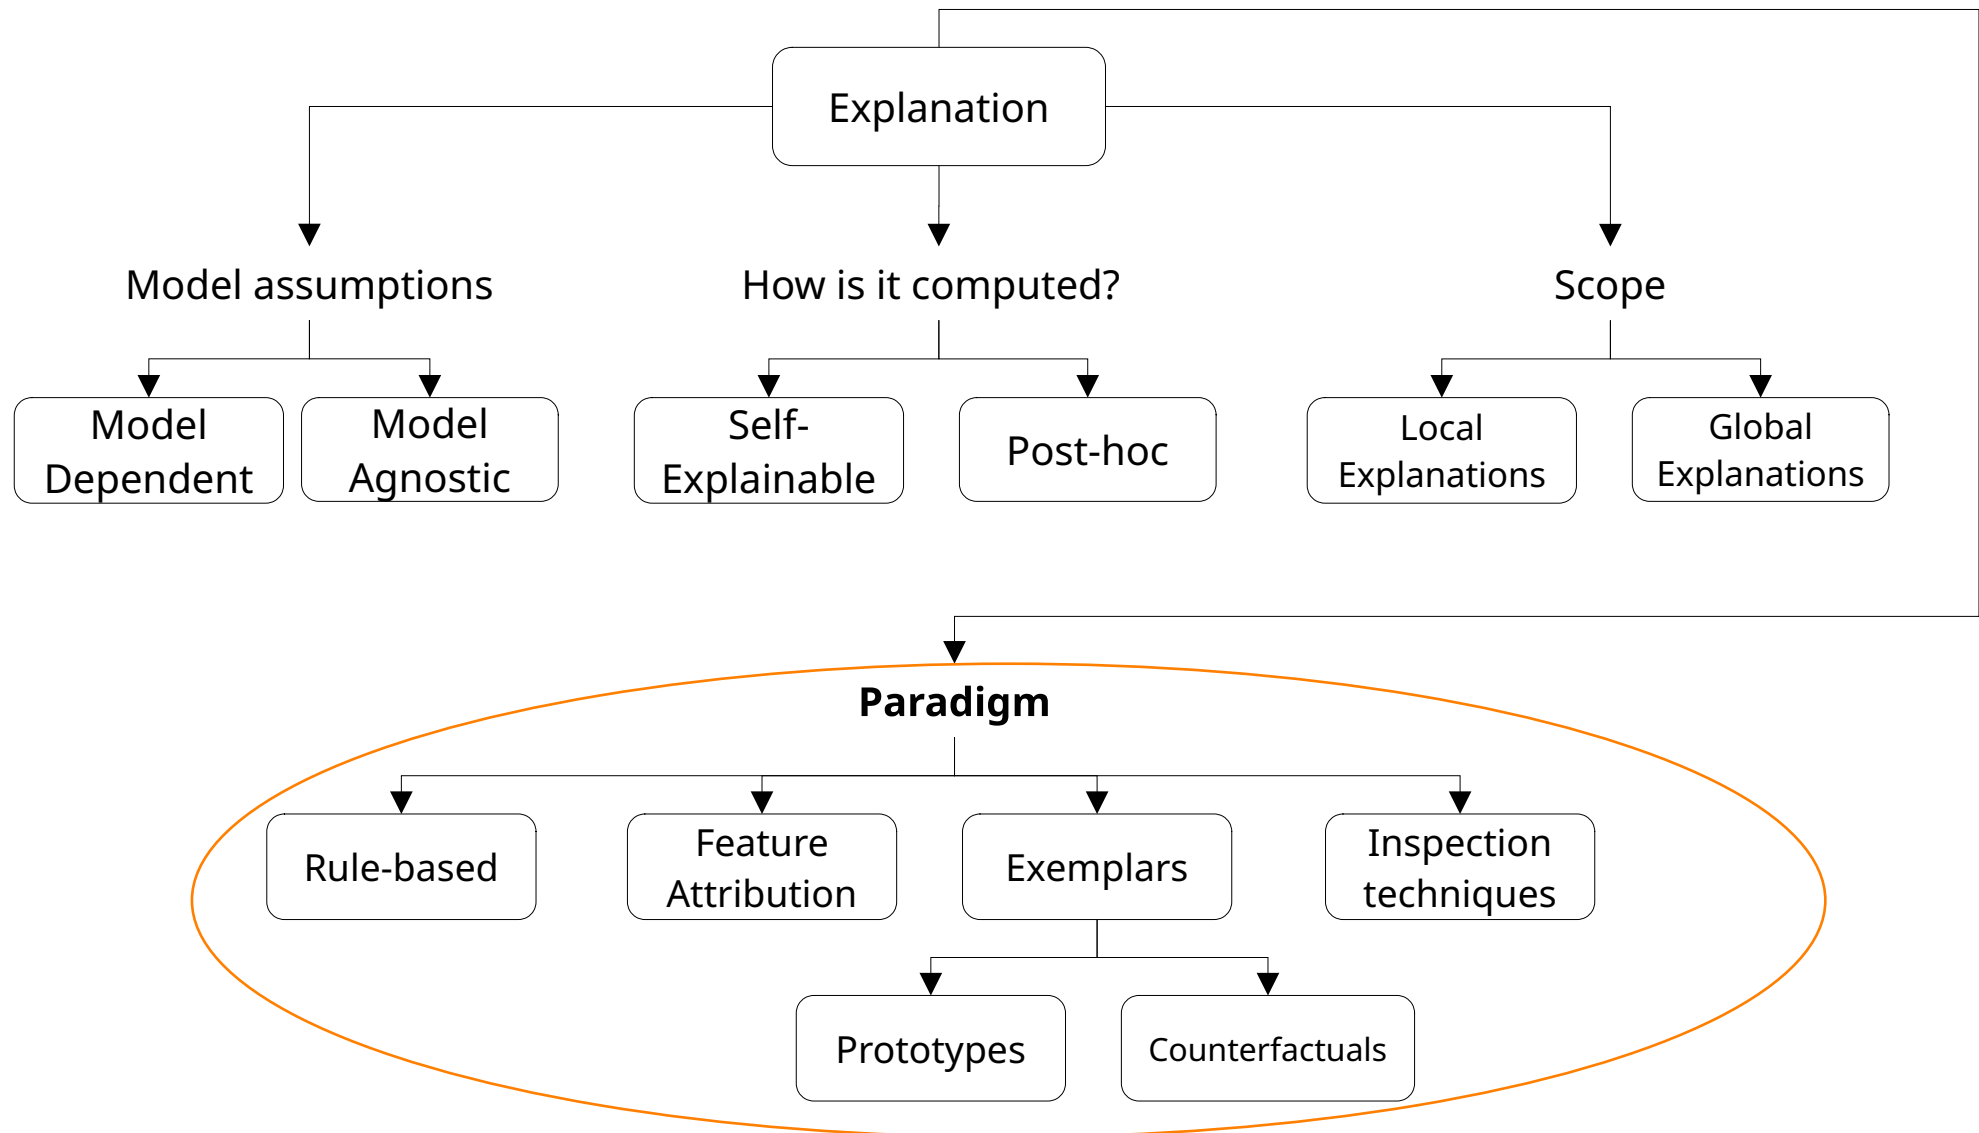 Explanation
Model assumptions
How is it computed?
Scope
Model
Dependent
Model
Agnostic
Self-
Explainable
Post-hoc
Local
Explanations
Global
Explanations
Paradigm
Rule-based
Feature
Attribution
Exemplars
Inspection
techniques
Prototypes
Counterfactuals